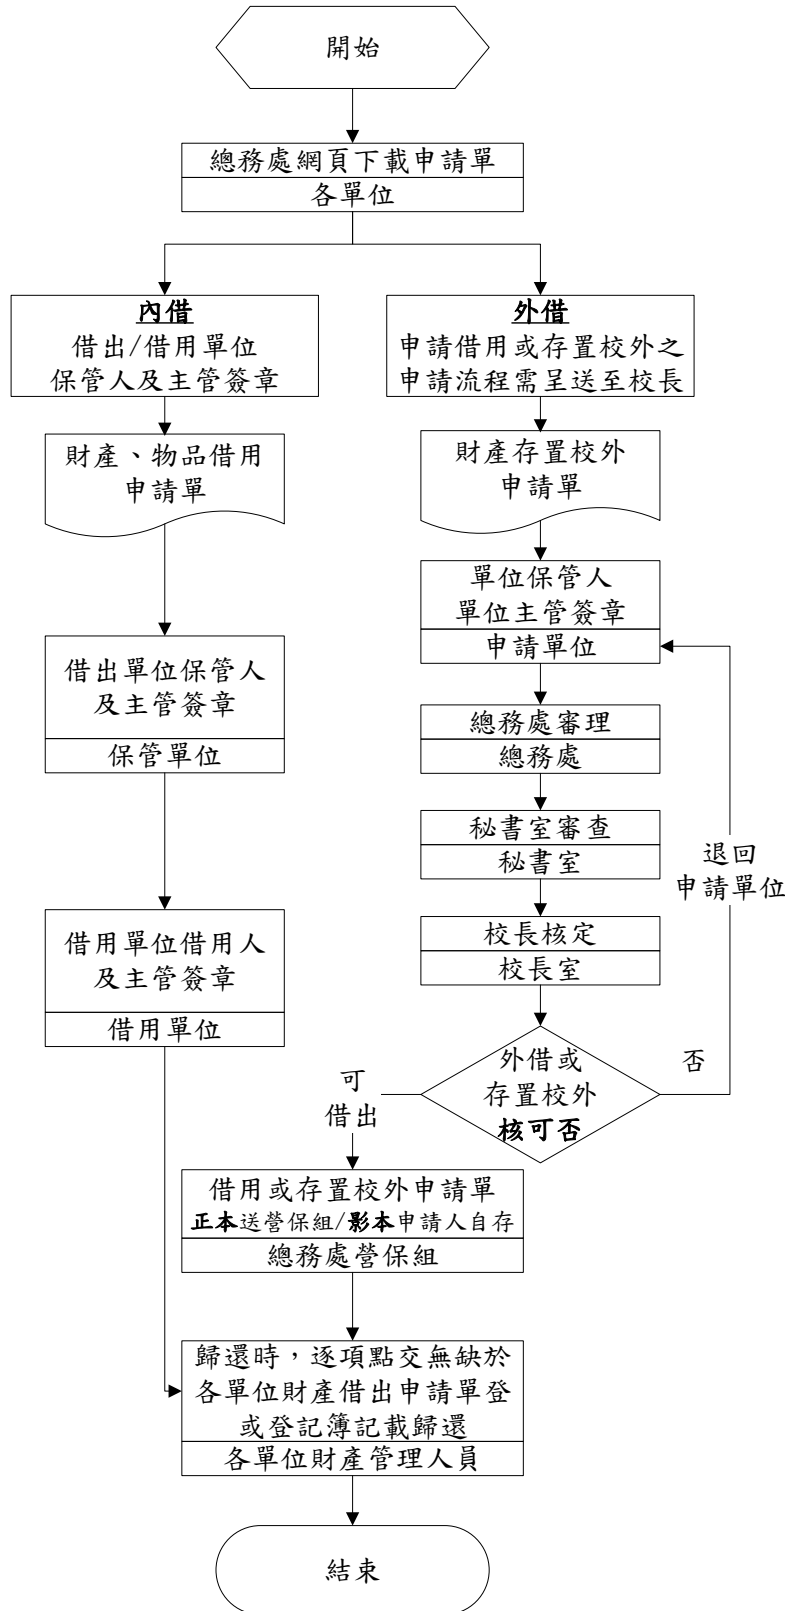 開始
總務處網頁下載申請單
各單位
內借
借出/借用單位
保管人及主管簽章
財產、物品借用
申請單
借出單位保管人
及主管簽章
保管單位
借用單位借用人
及主管簽章
借用單位
外借
申請借用或存置校外之
申請流程需呈送至校長
財產存置校外
申請單
單位保管人
單位主管簽章
申請單位
總務處審理
總務處
秘書室審查
秘書室
校長核定
校長室
外借或
存置校外
核可否
否
退回
申請單位
可
借出
借用或存置校外申請單
正本送營保組/影本申請人自存
總務處營保組
歸還時，逐項點交無缺於
各單位財產借出申請單登
或登記簿記載歸還
各單位財產管理人員
結束